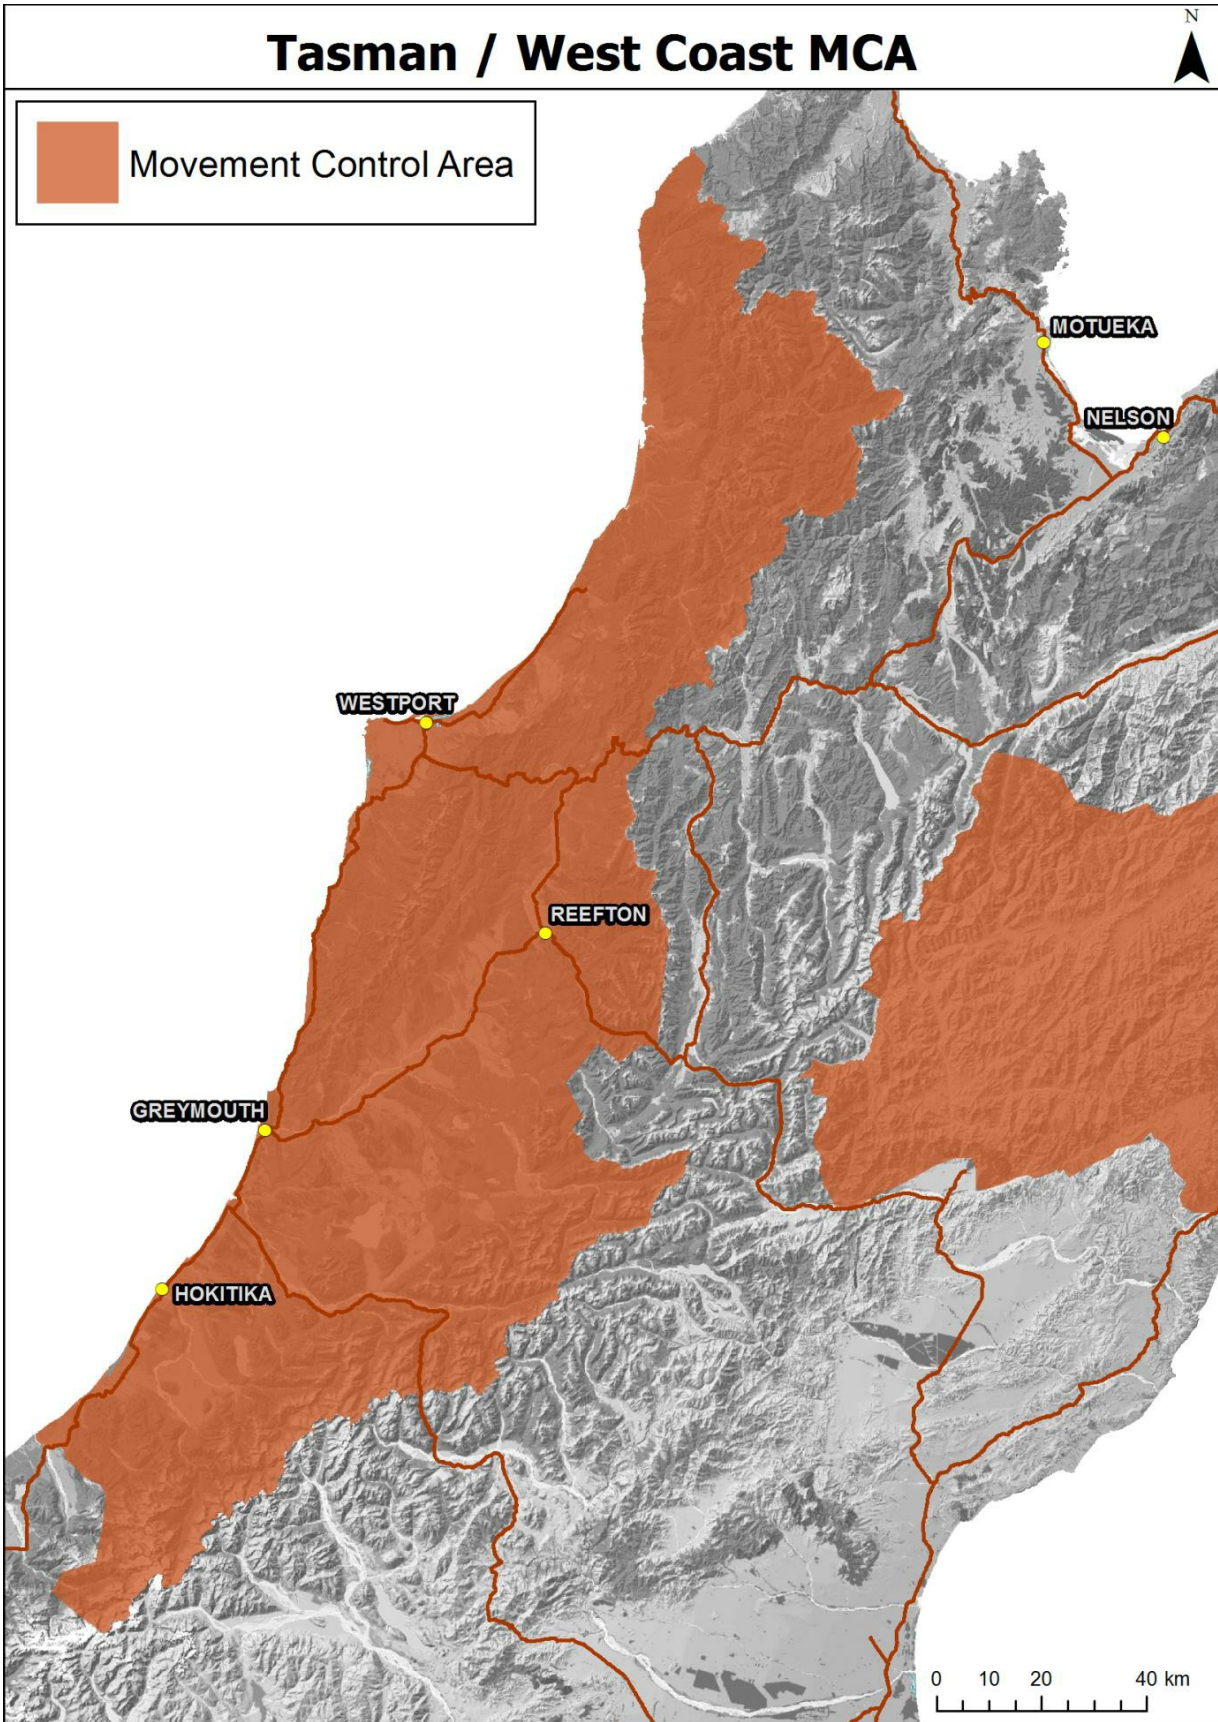 Tasman / West Coast MCA
N
Movement Control Area
MOTUEKA
NELSON
WESTPORT
REEFTON
GREYMOUTH
HOKITIKA
0 10 20 40 km